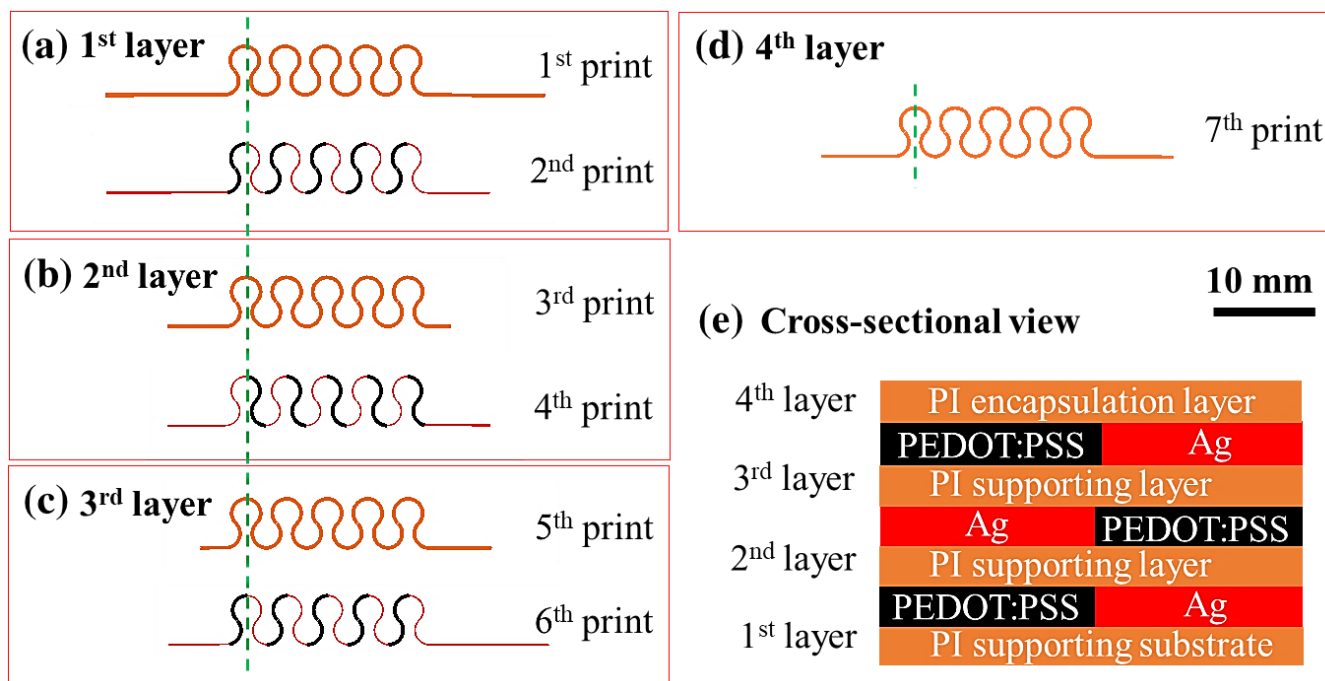 (a) 1st layer
1st print
2nd print
(b) 2nd layer
3rd print
4th print
(c) 3rd layer
5th print
6th print
(d) 4th layer
7th print
10 mm
(e) Cross-sectional view
4th layer
PI encapsulation layer
PEDOT:PSS Ag
3rd layer
PI supporting layer
Ag PEDOT:PSS
2nd layer
PI supporting layer
PEDOT:PSS Ag
1st layer
PI supporting substrate